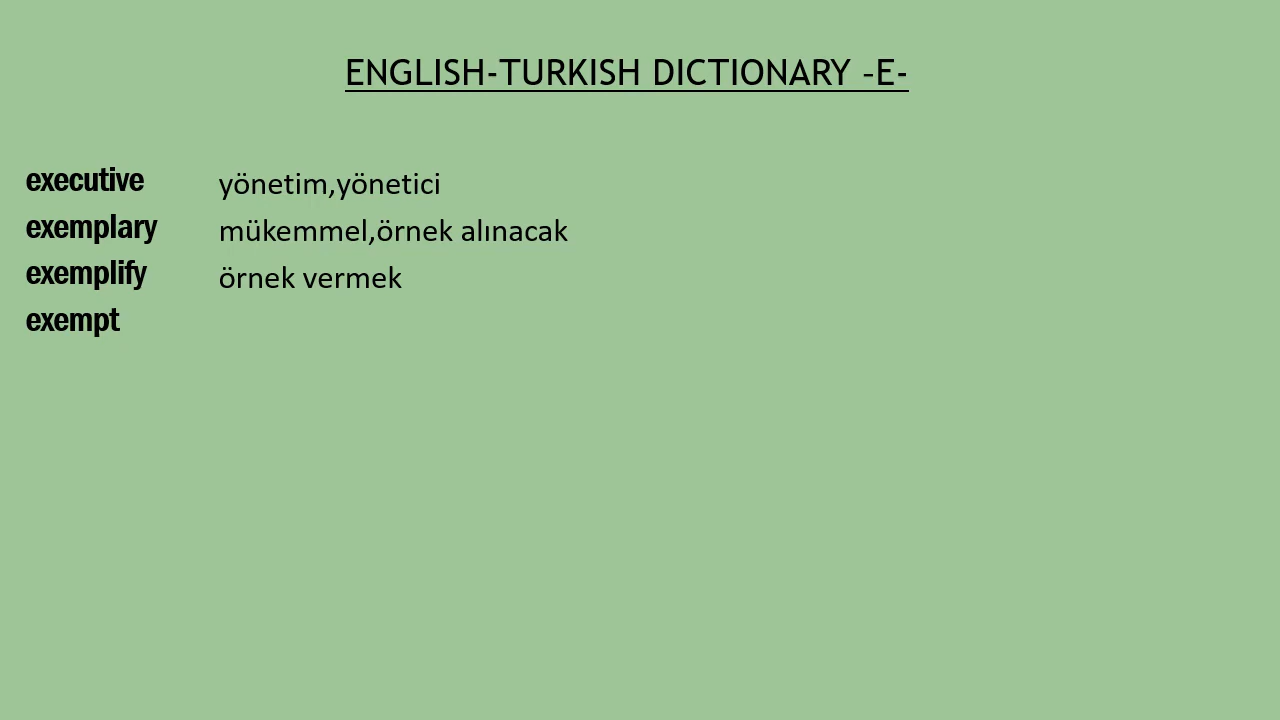 ENGLISH-TURKISH DICTIONARY –E-
executive yönetim,yönetici
exemplary mükemmel,örnek alınacak
exemplify örnek vermek
exempt